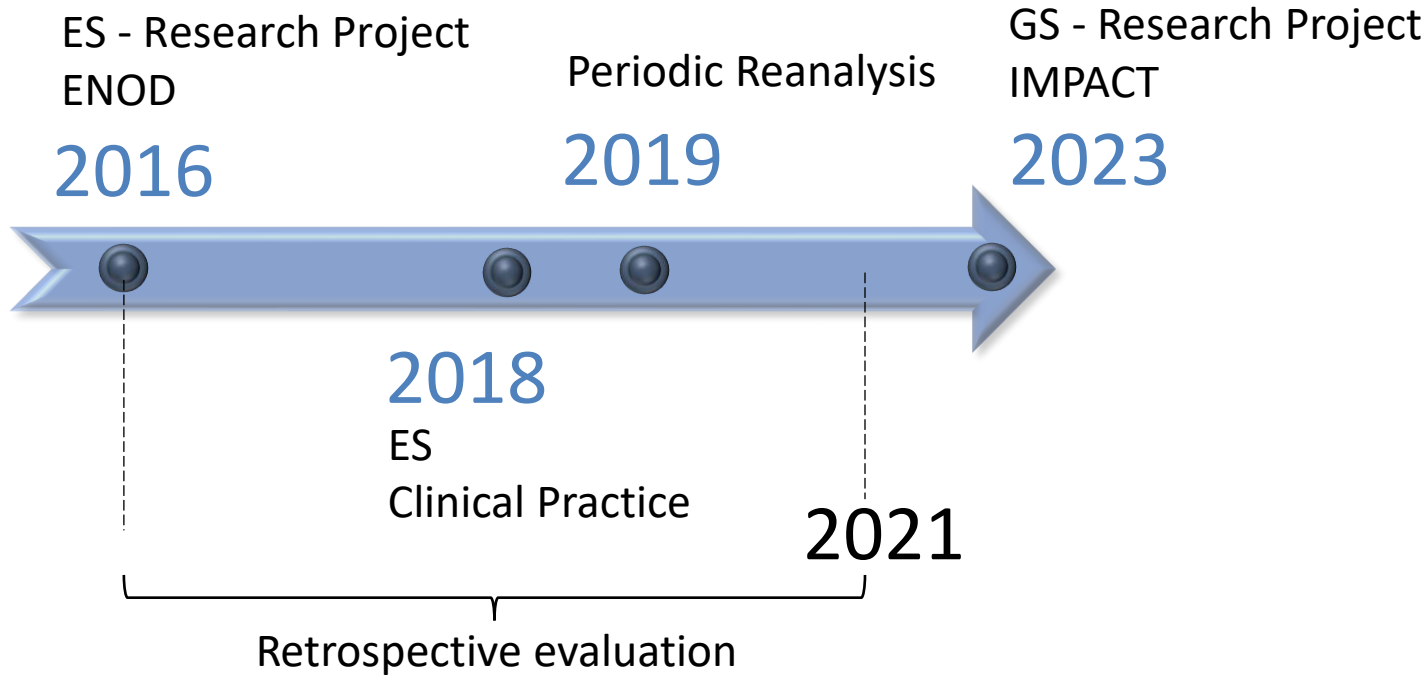 ES - Research Project
ENOD
2016
Periodic Reanalysis
2019
GS - Research Project
IMPACT
2023
2018
ES
Clinical Practice
2021
Retrospective evaluation